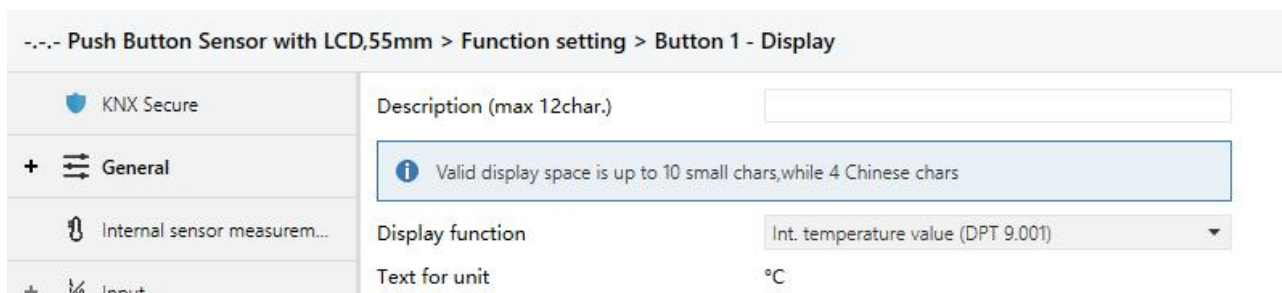 -.-.- Push Button Sensor with LCD,55mm > Function setting > Button 1 - Display
KNX Secure
Description (max 12char.)
+ General
Valid display space is up to 10 small chars,while 4 Chinese chars
Internal sensor measurem...
Display function
Int. temperature value (DPT 9.001)
Text for unit
°C
+ Input